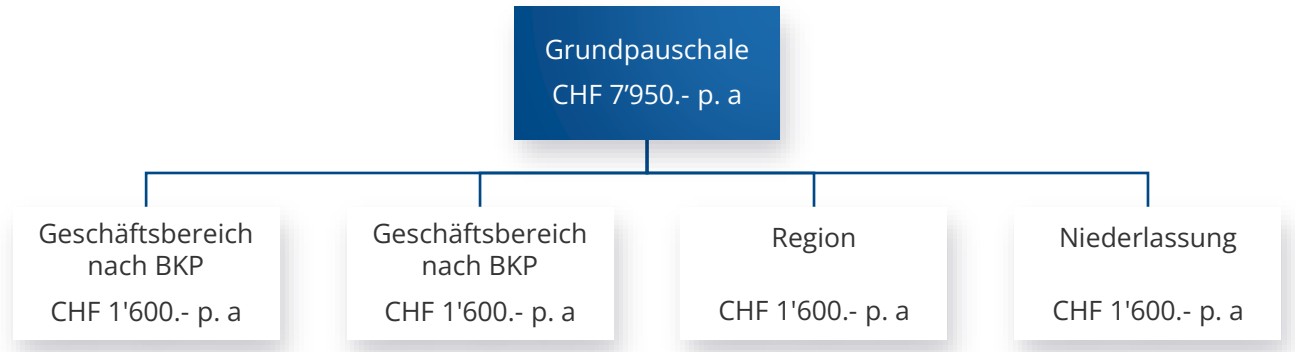 Grundpauschale
CHF 7’950.- p. a
Geschäftsbereich
nach BKP
CHF 1'600.- p. a
Geschäftsbereich
nach BKP
CHF 1'600.- p. a
Region
CHF 1'600.- p. a
Niederlassung
CHF 1'600.- p. a